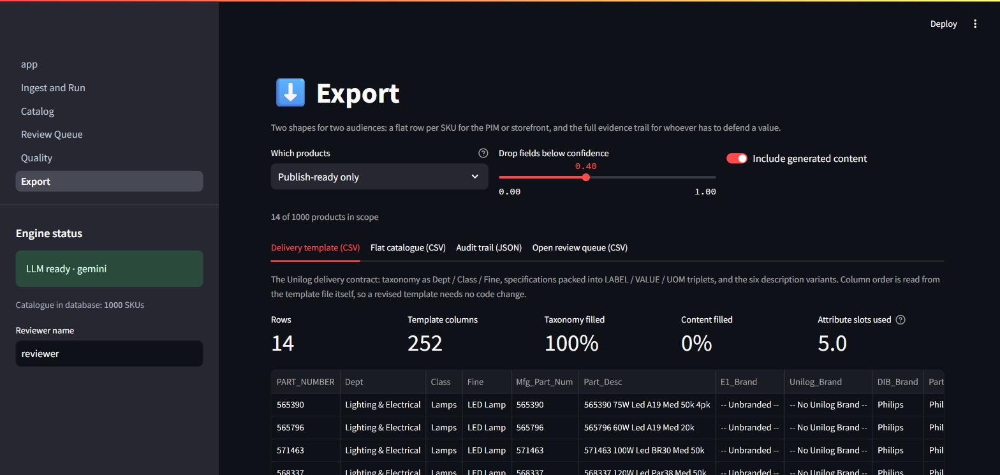 Deploy
app
Ingest and Run
Catalog
Review Queue
Quality
Export
Engine status
LLM ready · gemini
Catalogue in database: 1000 SKUs
Reviewer name
reviewer
Export
Two shapes for two audiences: a flat row per SKU for the PIM or storefront, and the full evidence trail for whoever has to defend a value.
Which products
Publish-ready only
Drop fields below confidence
0.40
0.00 1.00
Include generated content
14 of 1000 products in scope
Delivery template (CSV) Flat catalogue (CSV) Audit trail (JSON) Open review queue (CSV)
The Unilog delivery contract: taxonomy as Dept / Class / Fine, specifications packed into LABEL / VALUE / UOM triplets, and the six description variants. Column order is read from
the template file itself, so a revised template needs no code change.
Rows Template columns Taxonomy filled Content filled Attribute slots used
14 252 100% 0% 5.0
PART_NUMBER Dept Class Fine Mfg_Part_Num Part_Desc E1_Brand Unilog_Brand DIB_Brand Part
565390 Lighting & Electrical Lamps LED Lamp 565390 565390 75W Led A19 Med 50k 4pk -- Unbranded -- -- No Unilog Brand -- Philips Phil
565796 Lighting & Electrical Lamps LED Lamp 565796 565796 60W Led A19 Med 20k -- Unbranded -- -- No Unilog Brand -- Philips Phil
571463 Lighting & Electrical Lamps LED Lamp 571463 571463 100W Led BR30 Med 50k -- Unbranded -- -- No Unilog Brand -- Philips Phil
568337 Lighting & Electrical Lamps LED Lamp 568337 568337 120W Led Par38 Med 50k -- Unbranded -- -- No Unilog Brand -- Philips Phil